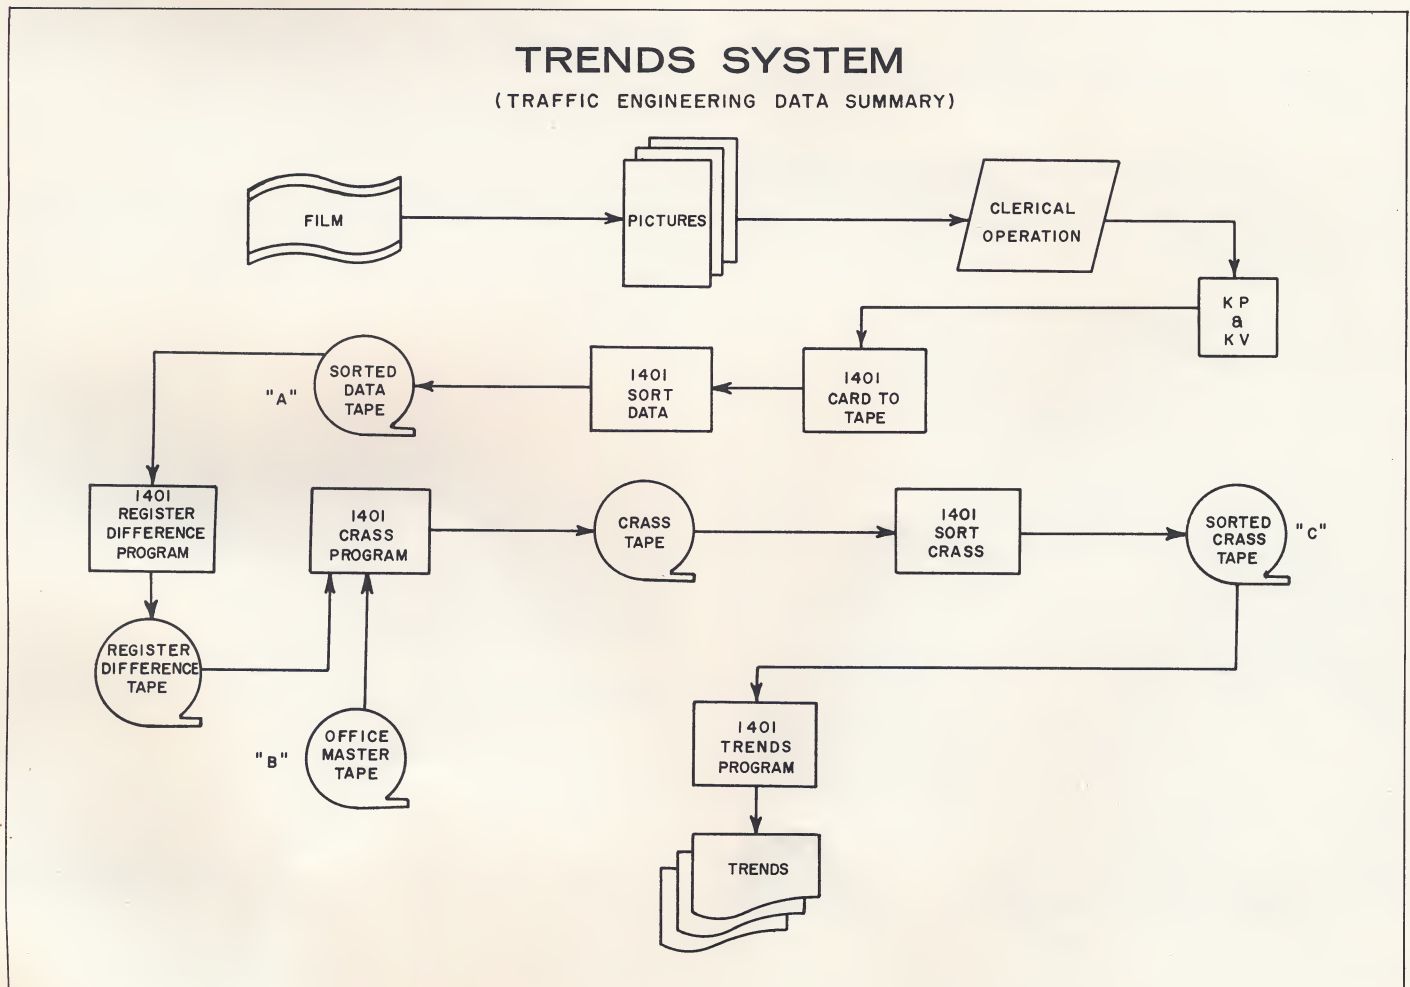 TRENDS SYSTEM
(TRAFFIC ENGINEERING DATA SUMMARY)
FILM
PICTURES
CLERICAL
OPERATION
KP
&
KV
1401
CARD TO
TAPE
1401
SORT
DATA
SORTED
DATA
TAPE
"A"
1401
REGISTER
DIFFERENCE
PROGRAM
REGISTER
DIFFERENCE
TAPE
1401
CRASS
PROGRAM
OFFICE
MASTER
TAPE
"B"
CRASS
TAPE
1401
SORT
CRASS
SORTED
CRASS
TAPE
"C"
1401
TRENDS
PROGRAM
TRENDS